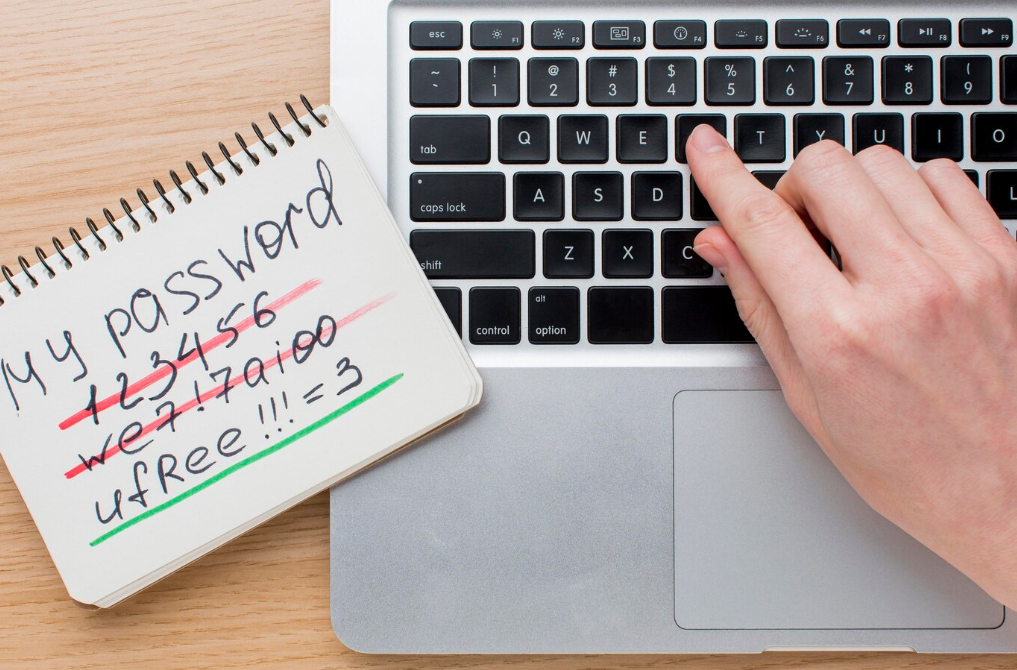 My password
123456
we7!7aioo
ufRee!!!=3
esc F1 F2 F3 F4 F5 F6 F7 F8 F9
~ ` ! 1 @ 2 # 3 $ 4 % 5 ^ 6 & 7 * 8 ( 9
tab Q W E T Y U I O
caps lock A S D L
shift Z X C
control alt option